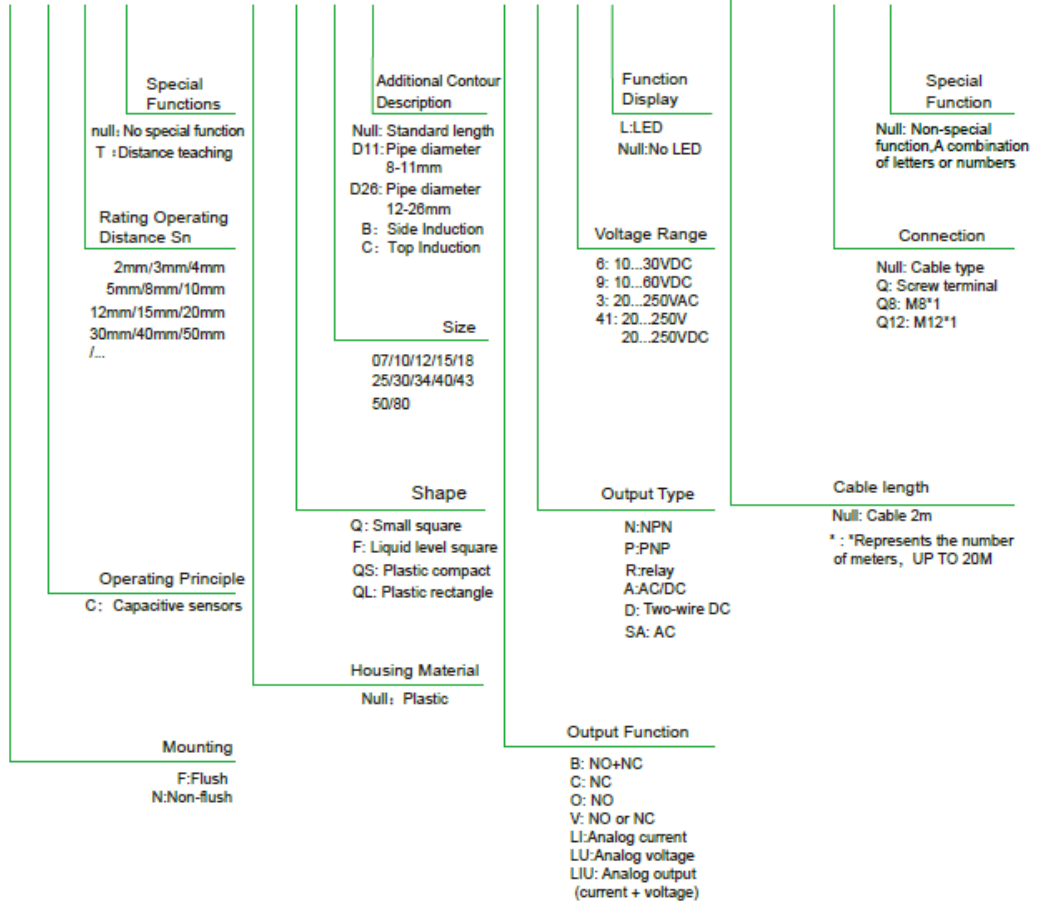 Special
Functions
null: No special function
T :Distance teaching
Rating Operating
Distance Sn
2mm/3mm/4mm
5mm/8mm/10mm
12mm/15mm/20mm
30mm/40mm/50mm
/...
Operating Principle
C: Capacitive sensors
Mounting
F:Flush
N:Non-flush
Additional Contour
Description
Null: Standard length
D11: Pipe diameter
8-11mm
D26: Pipe diameter
12-26mm
B: Side Induction
C: Top Induction
Size
07/10/12/15/18
25/30/34/40/43
50/80
Shape
Q: Small square
F: Liquid level square
QS: Plastic compact
QL: Plastic rectangle
Housing Material
Null: Plastic
Function
Display
L:LED
Null:No LED
Voltage Range
6: 10...30VDC
9: 10...60VDC
3: 20...250VAC
41: 20...250V
20...250VDC
Output Type
N:NPN
P:PNP
R:relay
A:AC/DC
D: Two-wire DC
SA: AC
Output Function
B: NO+NC
C: NC
O: NO
V: NO or NC
LI:Analog current
LU:Analog voltage
LIU: Analog output
(current + voltage)
Special
Function
Null: Non-special
function,A combination
of letters or numbers
Connection
Null: Cable type
Q: Screw terminal
Q8: M8*1
Q12: M12*1
Cable length
Null: Cable 2m
* : *Represents the number
of meters, UP TO 20M